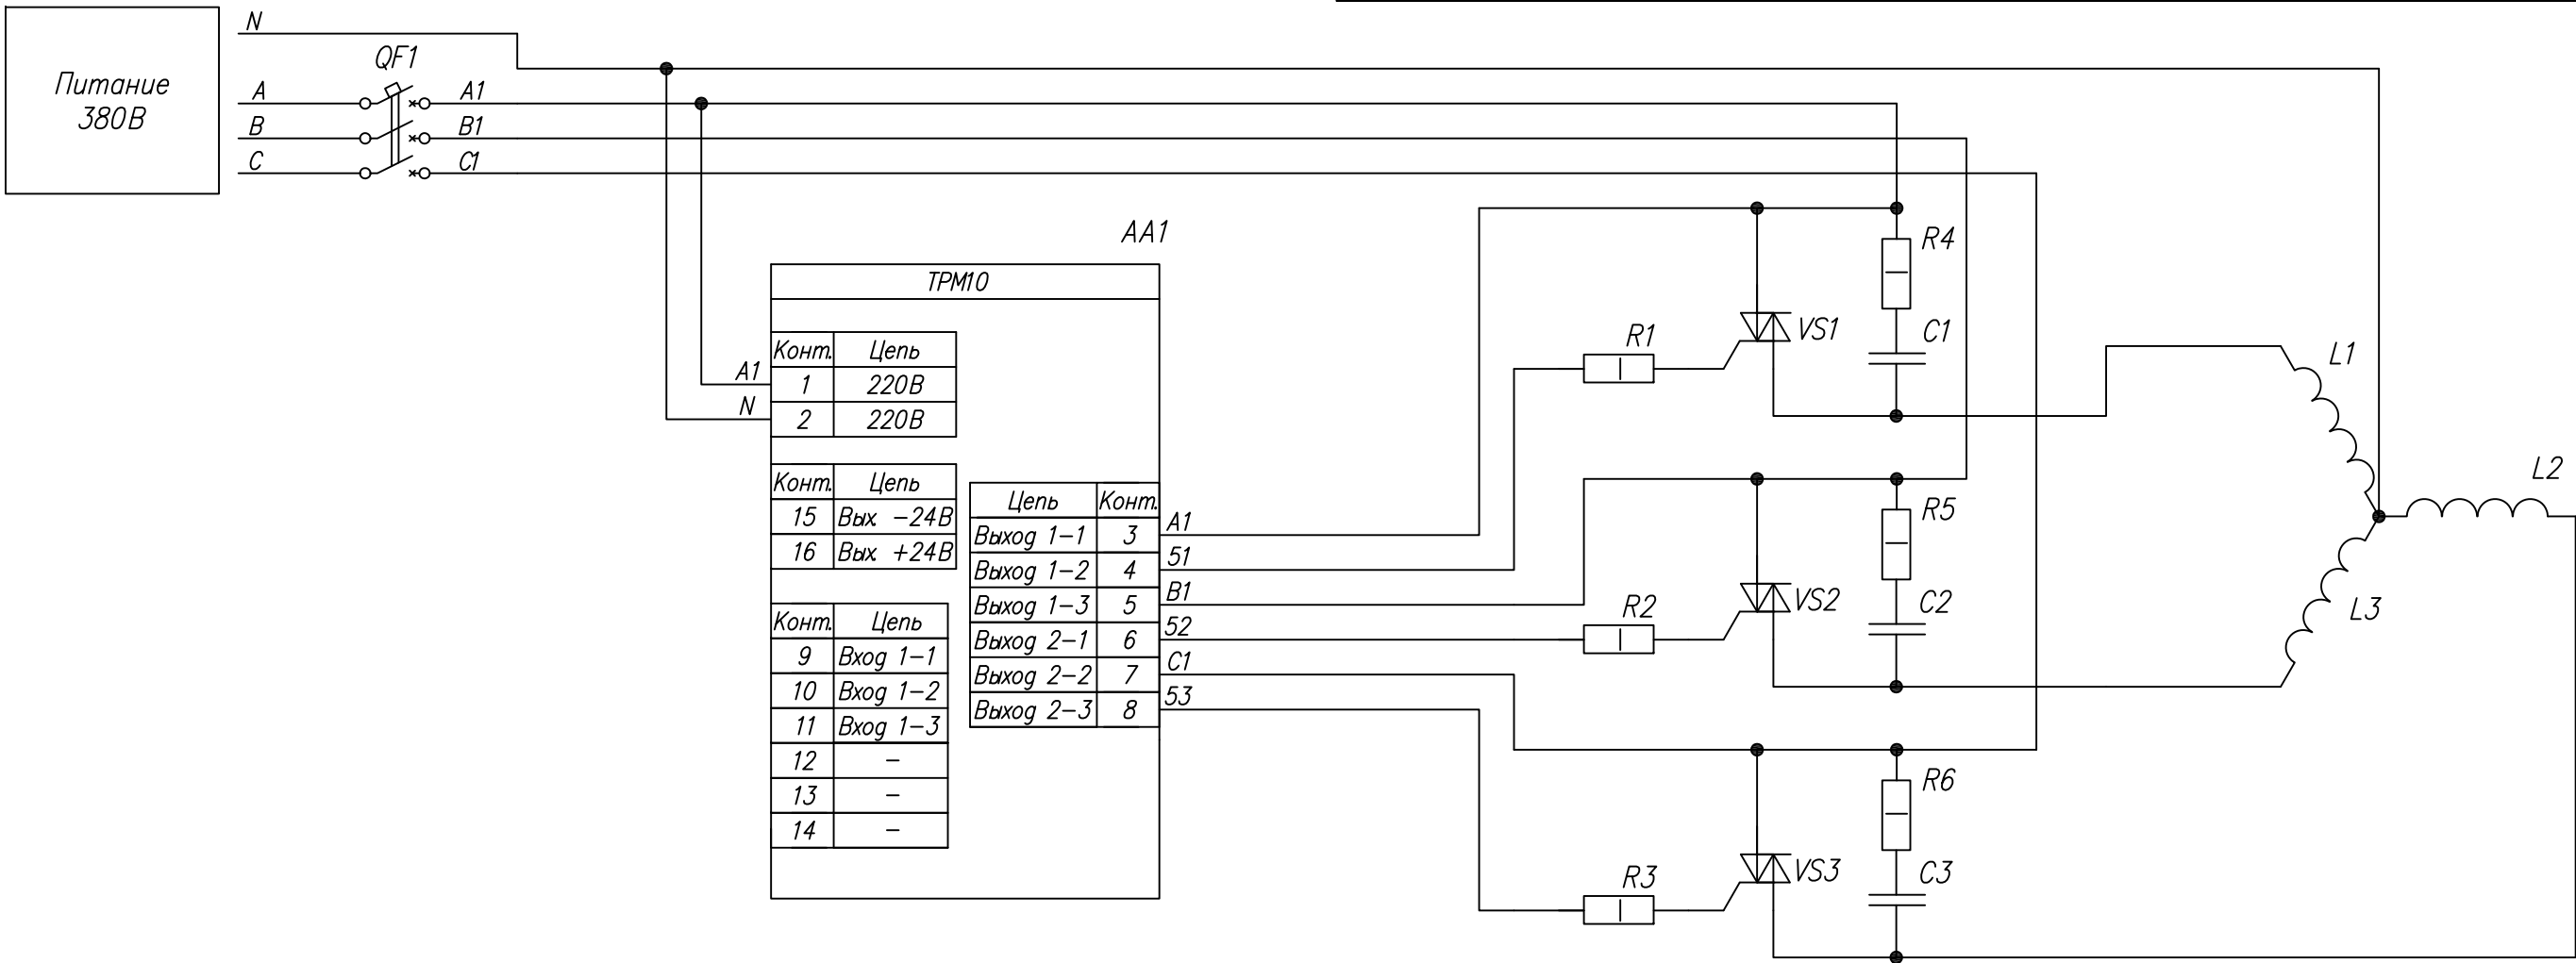 Питание
380В
N
QF1
A
A1
B
B1
C
C1
AA1
ТРМ10
Конт. Цепь
A1 1 220В
N 2 220В
Конт. Цепь
15 Вых. -24В
16 Вых. +24В
Конт. Цепь
9 Вход 1-1
10 Вход 1-2
11 Вход 1-3
12 -
13 -
14 -
Цепь Конт.
Выход 1-1 3 A1
Выход 1-2 4 51
Выход 1-3 5 B1
Выход 2-1 6 52
Выход 2-2 7 C1
Выход 2-3 8 53
R4
R1
VS1
C1
L1
L2
R5
R2
VS2
C2
L3
R6
R3
VS3
C3